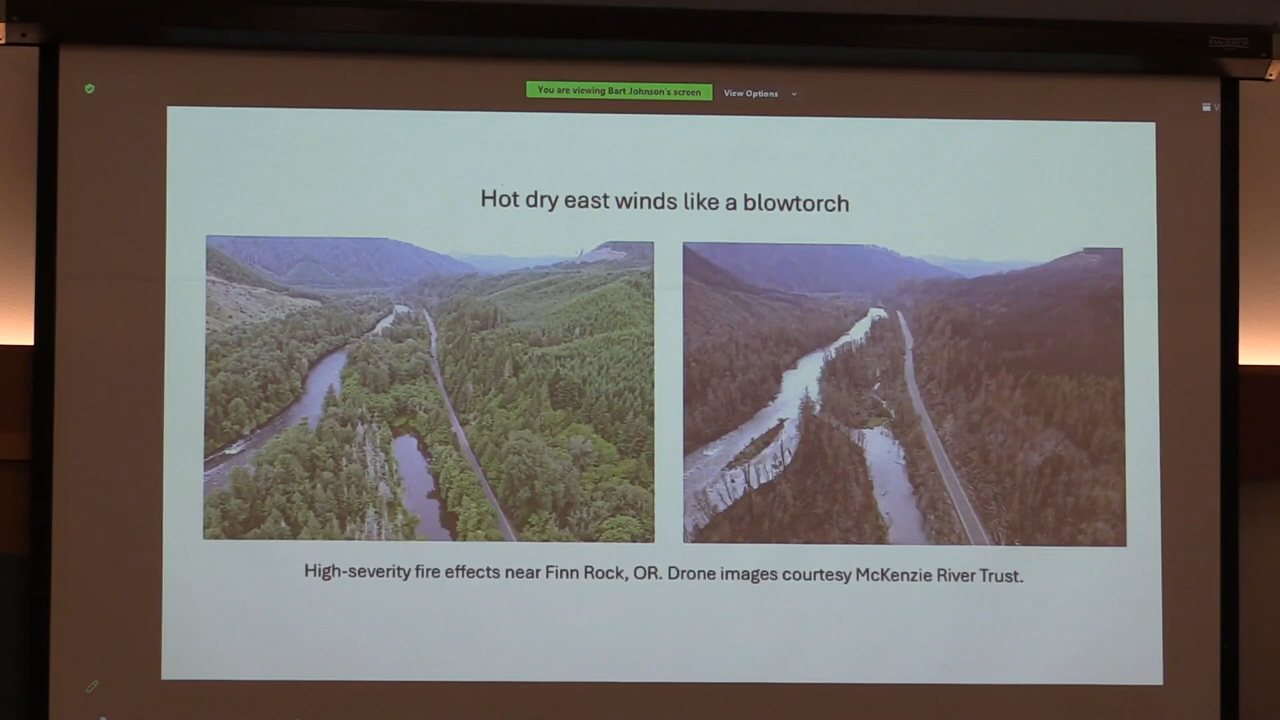 You are viewing Bart Johnson's screen
View Options
V
Hot dry east winds like a blowtorch
High-severity fire effects near Finn Rock, OR. Drone images courtesy McKenzie River Trust.